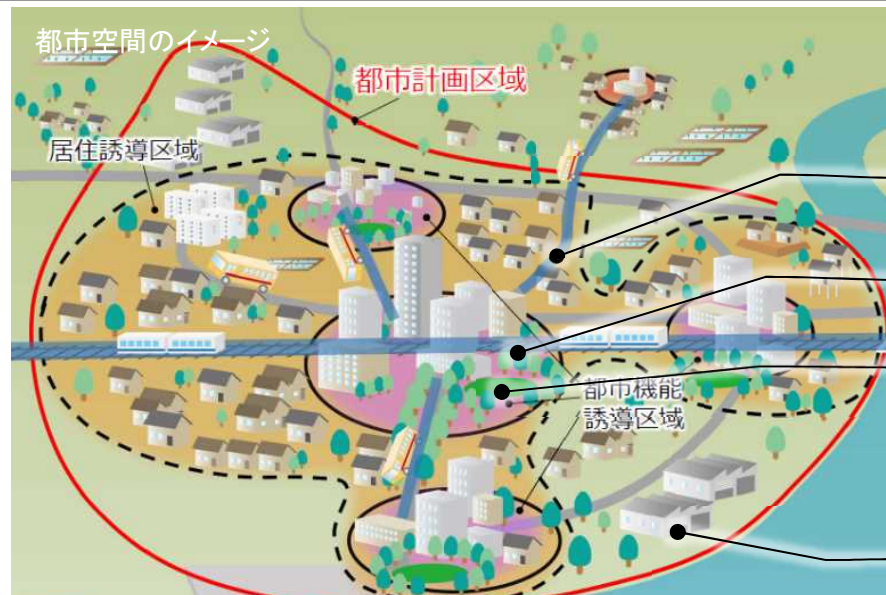 都市空間のイメージ
都市計画区域
居住誘導区域
都市機能
誘導区域